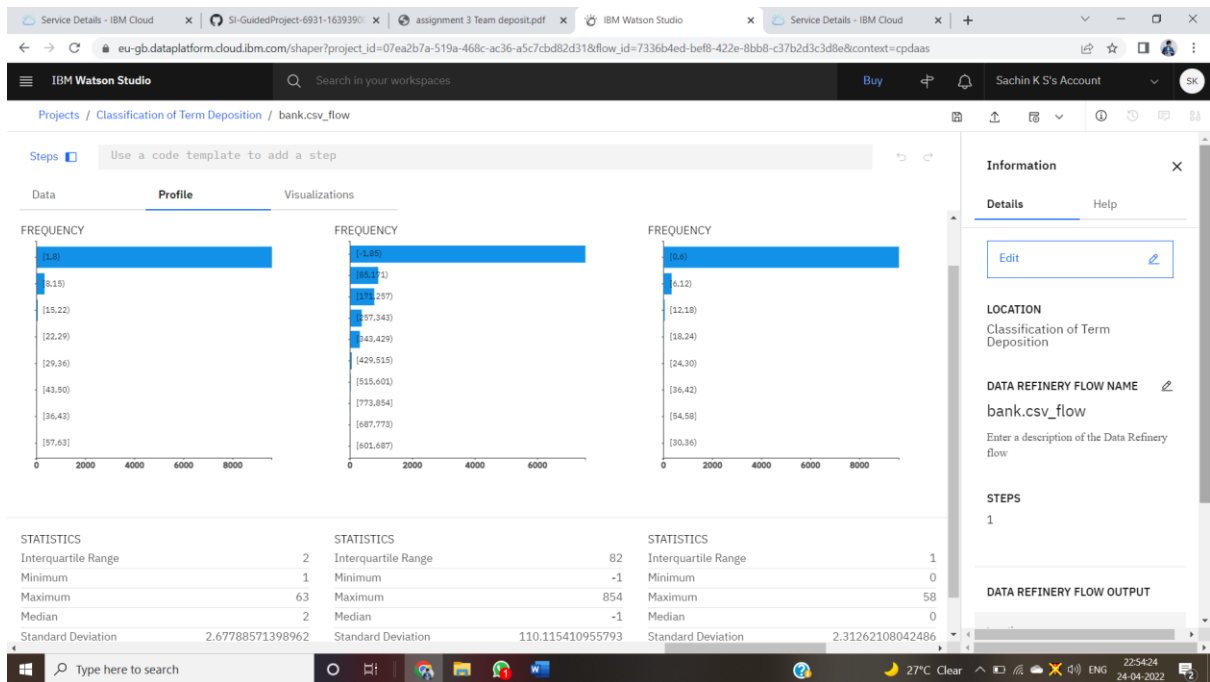 Service Details - IBM Cloud
SI-GuidedProject-6931-1639390
assignment 3 Team deposit.pdf
IBM Watson Studio
Service Details - IBM Cloud
eu-gb.dataplatform.cloud.ibm.com/shaper?project_id=07ea2b7a-519a-468c-ac36-a5c7cbd82d31&flow_id=7336b4ed-bef8-422e-8bb8-c37b2d3c3d8e&context=cpdaas
IBM Watson Studio
Search in your workspaces
Buy
Sachin K S's Account
SK
Projects / Classification of Term Deposition / bank.csv_flow
Steps
Use a code template to add a step
Data Profile Visualizations
FREQUENCY
[1,8)
[8,15)
[15,22)
[22,29)
[29,36)
[43,50)
[36,43)
[57,63]
0 2000 4000 6000 8000
FREQUENCY
[-1,85)
[85,171)
[171,257)
[257,343)
[343,429)
[429,515)
[515,601)
[773,854]
[687,773)
[601,687)
0 2000 4000 6000
FREQUENCY
[0,6)
[6,12)
[12,18)
[18,24)
[24,30)
[36,42)
[54,58]
[30,36)
0 2000 4000 6000 8000
STATISTICS
Interquartile Range 2
Minimum 1
Maximum 63
Median 2
Standard Deviation 2.67788571398962
STATISTICS
Interquartile Range 82
Minimum -1
Maximum 854
Median -1
Standard Deviation 110.115410955793
STATISTICS
Interquartile Range 1
Minimum 0
Maximum 58
Median 0
Standard Deviation 2.31262108042486
Information
Details Help
Edit
LOCATION
Classification of Term
Deposition
DATA REFINERY FLOW NAME
bank.csv_flow
Enter a description of the Data Refinery
flow
STEPS
1
DATA REFINERY FLOW OUTPUT
Type here to search
27°C Clear
ENG
22:54:24
24-04-2022
2